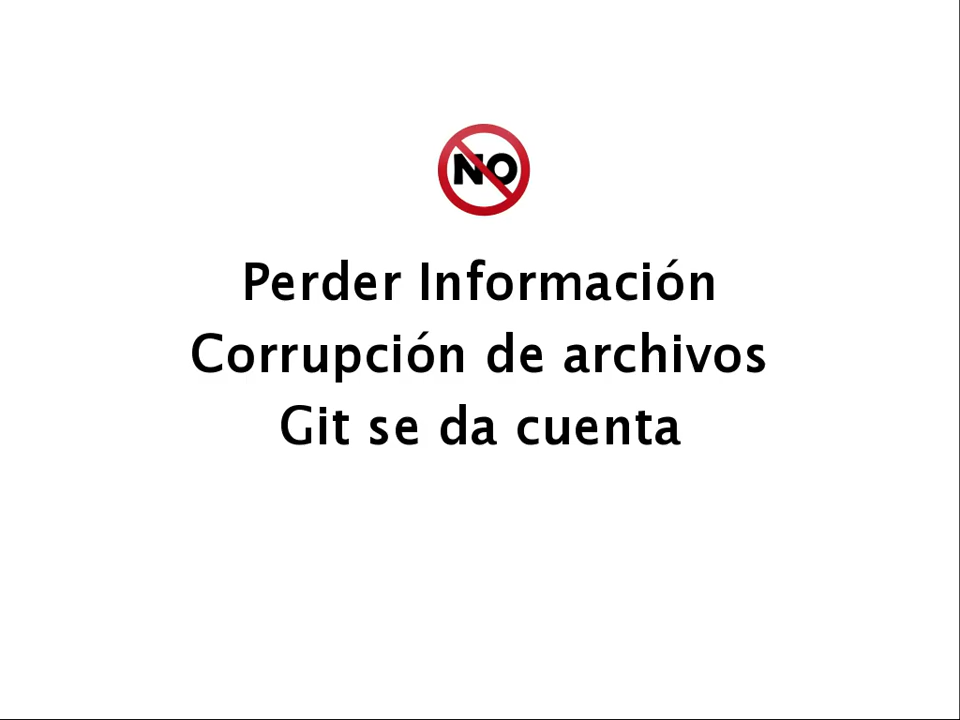 NO
Perder Información
Corrupción de archivos
Git se da cuenta